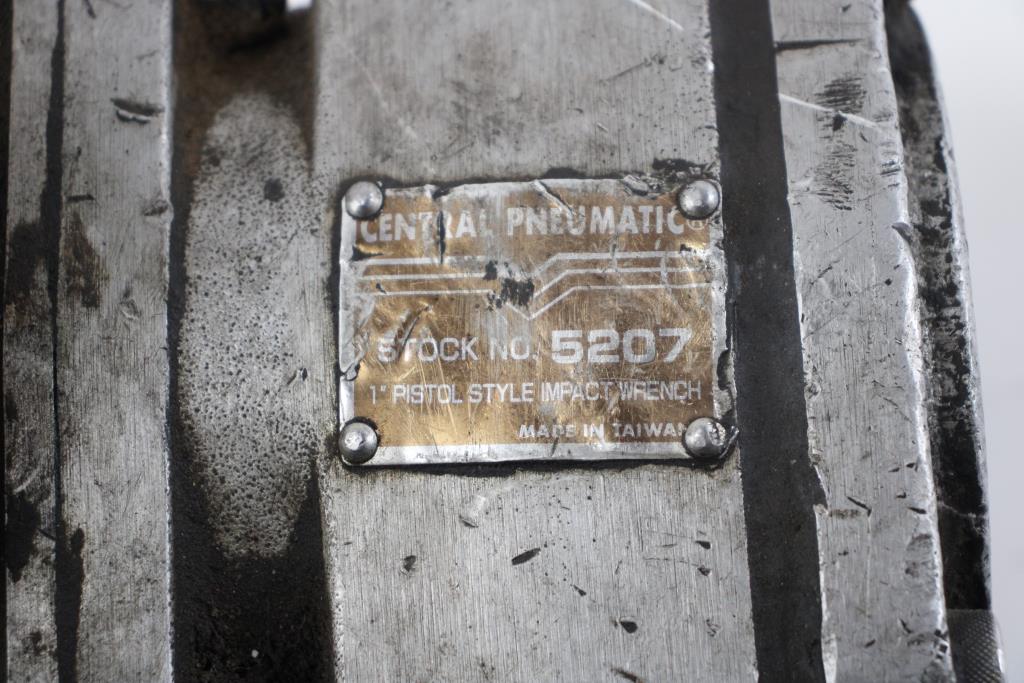 CENTRAL PNEUMATIC®
STOCK NO. 5207
1" PISTOL STYLE IMPACT WRENCH
MADE IN TAIWAN